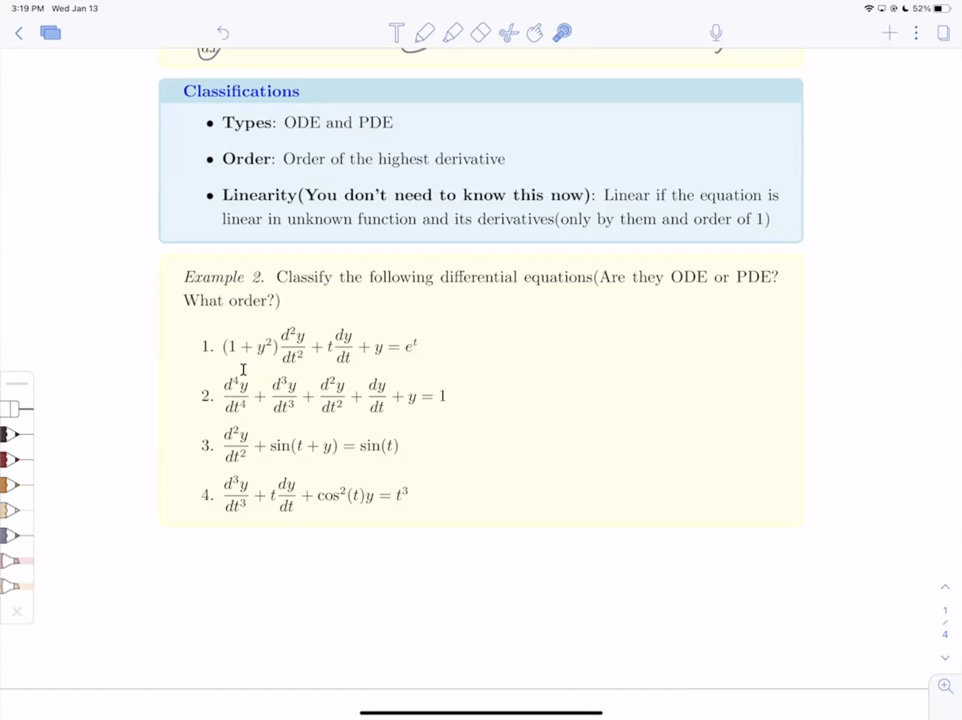 3:19 PM Wed Jan 13
52%
T
Classifications
• Types: ODE and PDE
• Order: Order of the highest derivative
• Linearity(You don't need to know this now): Linear if the equation is
linear in unknown function and its derivatives(only by them and order of 1)
Example 2. Classify the following differential equations(Are they ODE or PDE?
What order?)
1. (1 + y²) d²y/dt² + t dy/dt + y = eᵗ
2. d⁴y/dt⁴ + d³y/dt³ + d²y/dt² + dy/dt + y = 1
3. d²y/dt² + sin(t + y) = sin(t)
4. d³y/dt³ + t dy/dt + cos²(t)y = t³
1
/
4